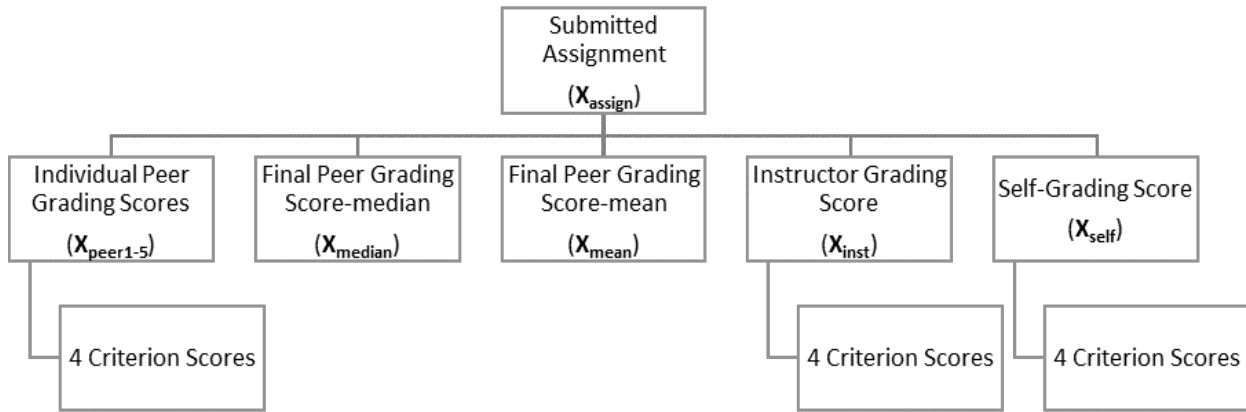 Submitted
Assignment
(Xassign)
Individual Peer
Grading Scores
(Xpeer1-5)
Final Peer Grading
Score-median
(Xmedian)
Final Peer Grading
Score-mean
(Xmean)
Instructor Grading
Score
(Xinst)
Self-Grading Score
(Xself)
4 Criterion Scores
4 Criterion Scores
4 Criterion Scores